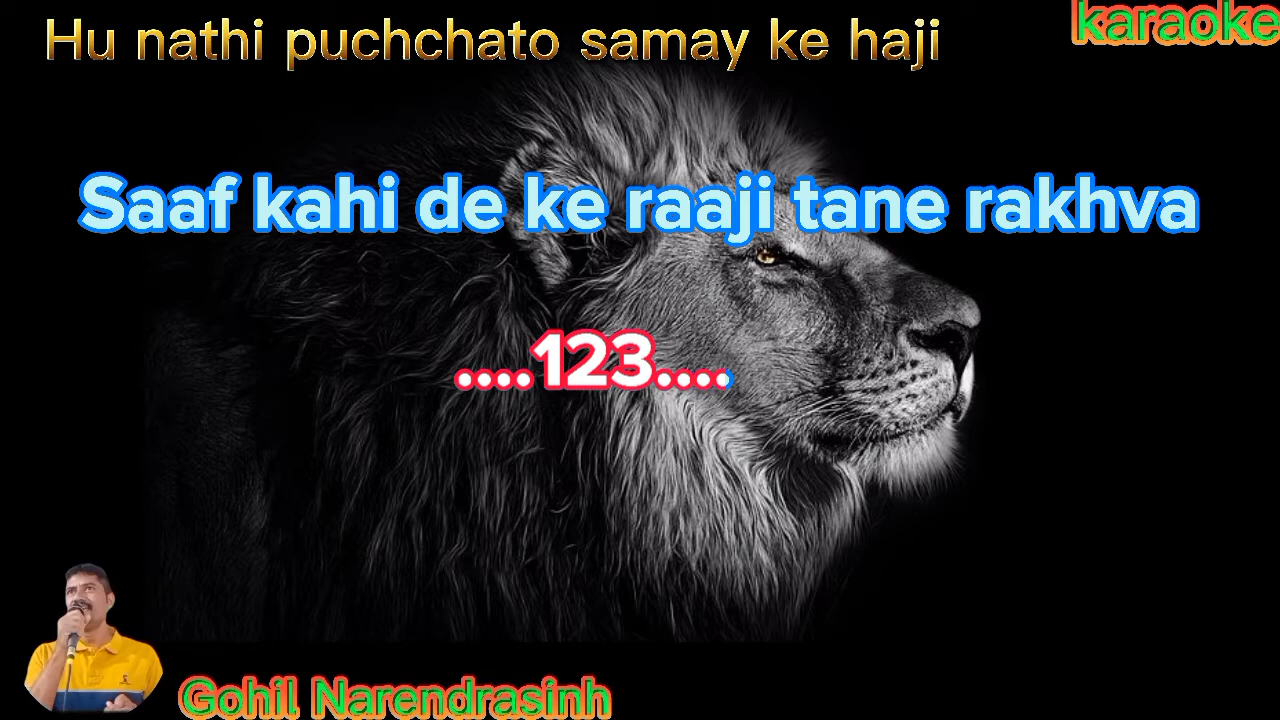 Hu nathi puchchato samay ke haji
karaoke
Saaf kahi de ke raaji tane rakhva
....123....
Gohil Narendrasinh